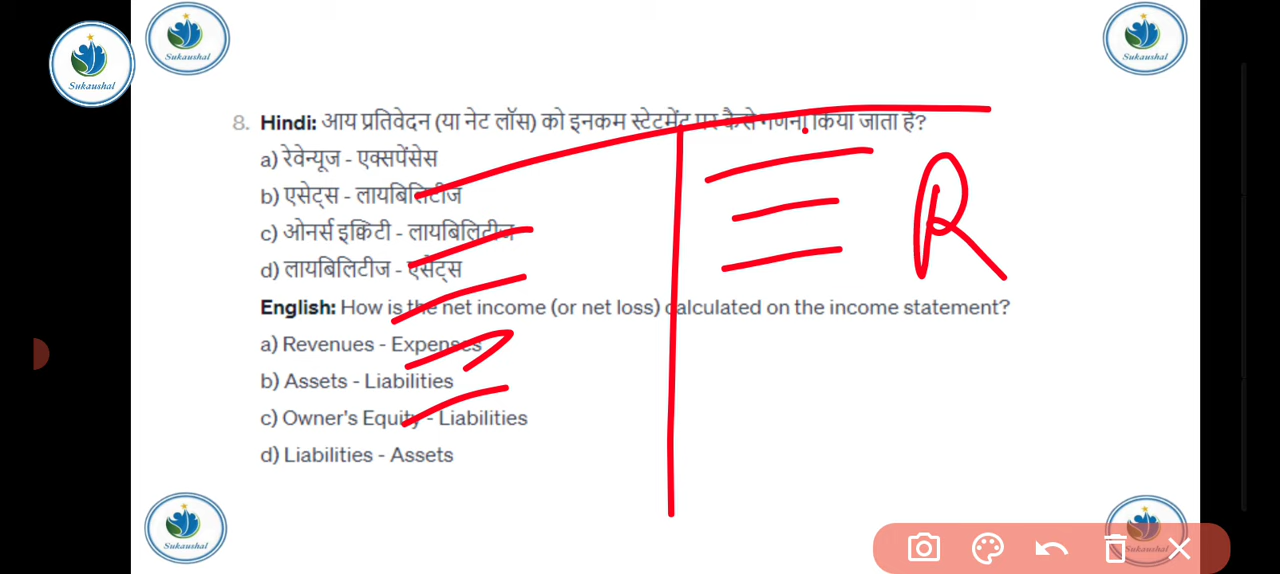 Sukaushal
Sukaushal
Sukaushal
8. Hindi: आय प्रतिवेदन (या नेट लॉस) को इनकम स्टेटमेंट पर कैसे गणना किया जाता है?
a) रेवेन्यूज - एक्सपेंसेस
b) एसेट्स - लायबिलिटीज
c) ओनर्स इक्विटी - लायबिलिटीज
d) लायबिलिटीज - एसेट्स
English: How is the net income (or net loss) calculated on the income statement?
a) Revenues - Expenses
b) Assets - Liabilities
c) Owner's Equity - Liabilities
d) Liabilities - Assets
R
Sukaushal
Sukaushal